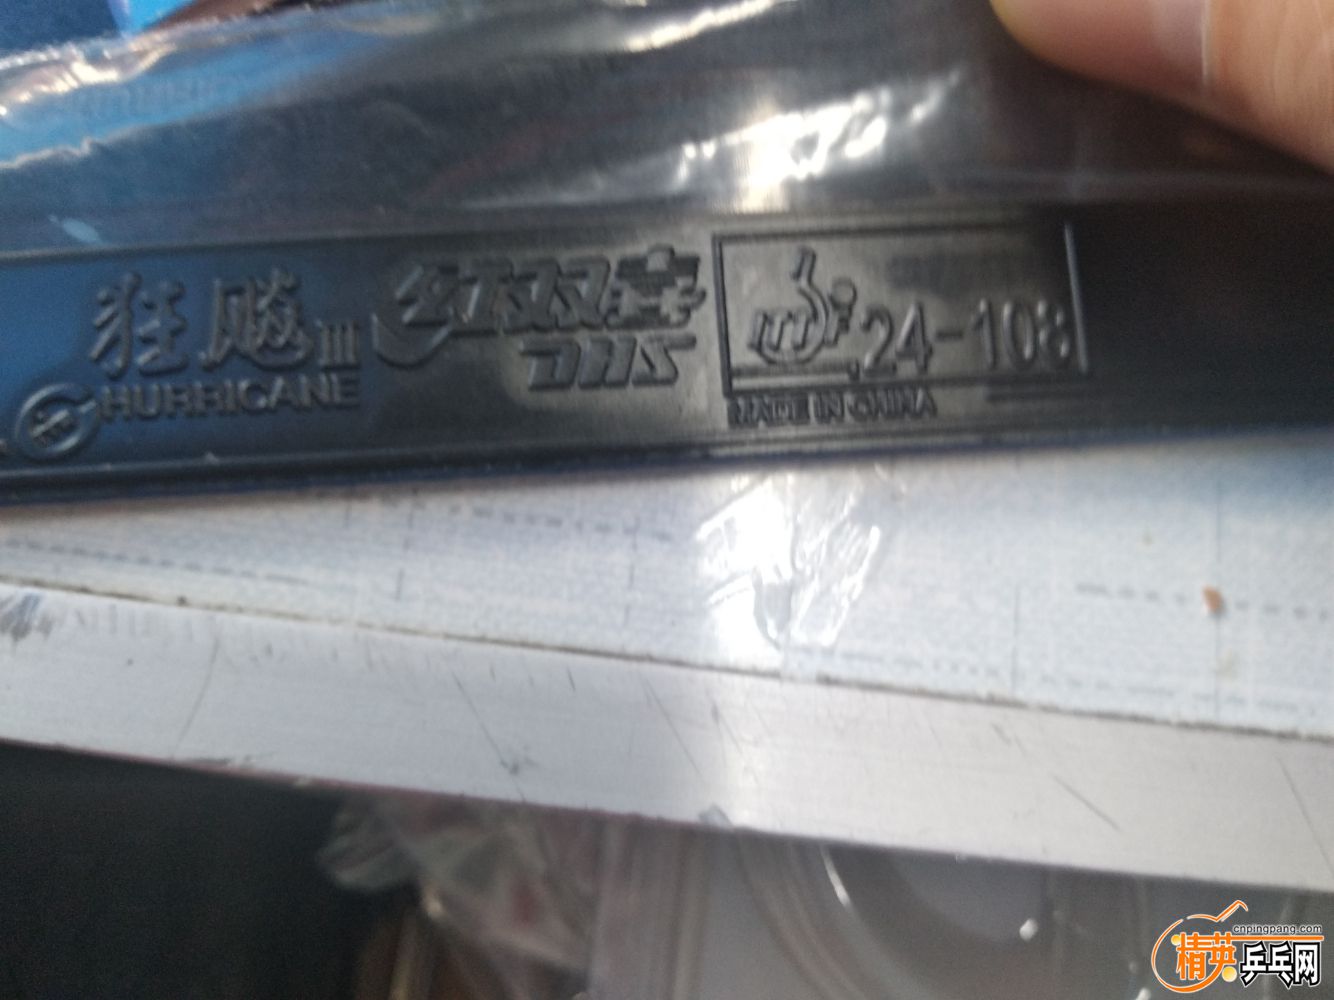 狂飚III
HURRICANE
红双喜
DHS
ITTF
.24-108
MADE IN CHINA
cnpingpang.com
精英乒乓网